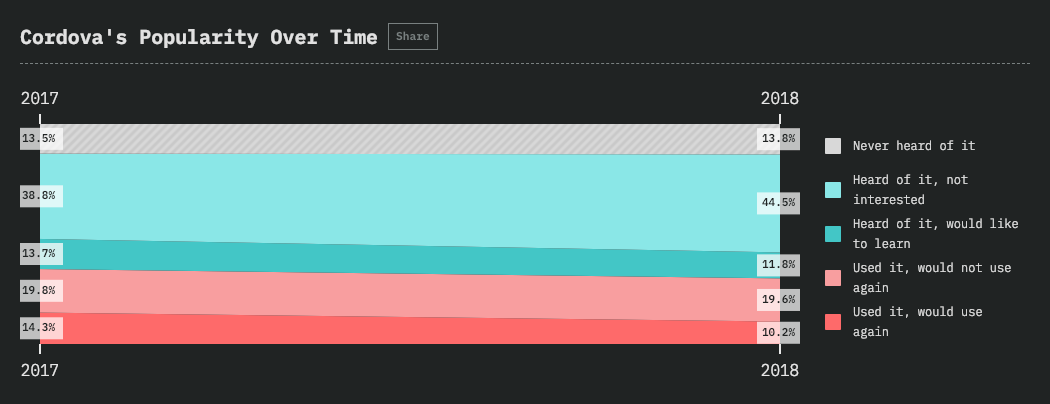 Cordova's Popularity Over Time Share
2017 2018
13.5% 13.8%
38.8% 44.5%
13.7% 11.8%
19.8% 19.6%
14.3% 10.2%
2017 2018
Never heard of it
Heard of it, not
interested
Heard of it, would like
to learn
Used it, would not use
again
Used it, would use
again